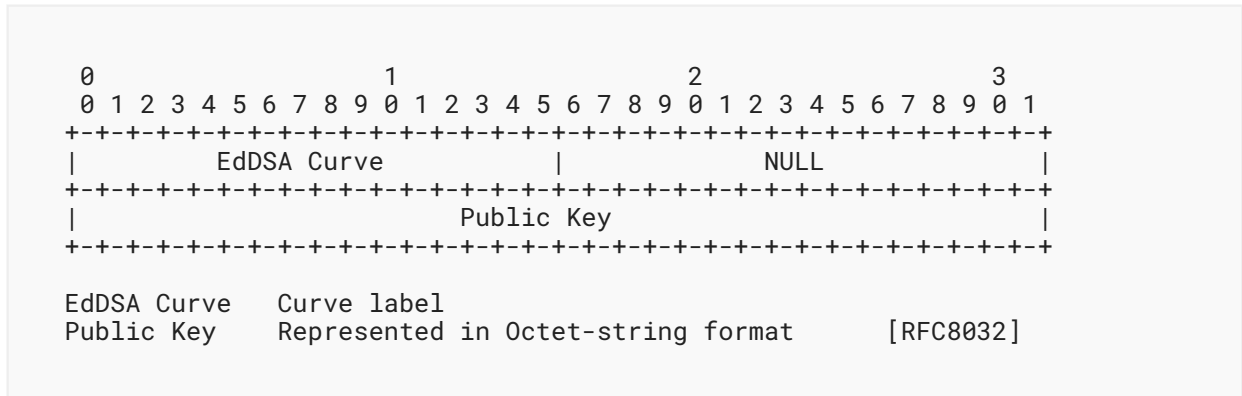 0                   1                   2                   3
 0 1 2 3 4 5 6 7 8 9 0 1 2 3 4 5 6 7 8 9 0 1 2 3 4 5 6 7 8 9 0 1
+-+-+-+-+-+-+-+-+-+-+-+-+-+-+-+-+-+-+-+-+-+-+-+-+-+-+-+-+-+-+-+-+
|         EdDSA Curve           |             NULL              |
+-+-+-+-+-+-+-+-+-+-+-+-+-+-+-+-+-+-+-+-+-+-+-+-+-+-+-+-+-+-+-+-+
|                         Public Key                            |
+-+-+-+-+-+-+-+-+-+-+-+-+-+-+-+-+-+-+-+-+-+-+-+-+-+-+-+-+-+-+-+-+
EdDSA Curve   Curve label
Public Key    Represented in Octet-string format      [RFC8032]